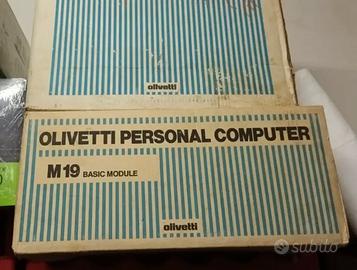 olivetti
OLIVETTI PERSONAL COMPUTER
M19 BASIC MODULE
olivetti
subito